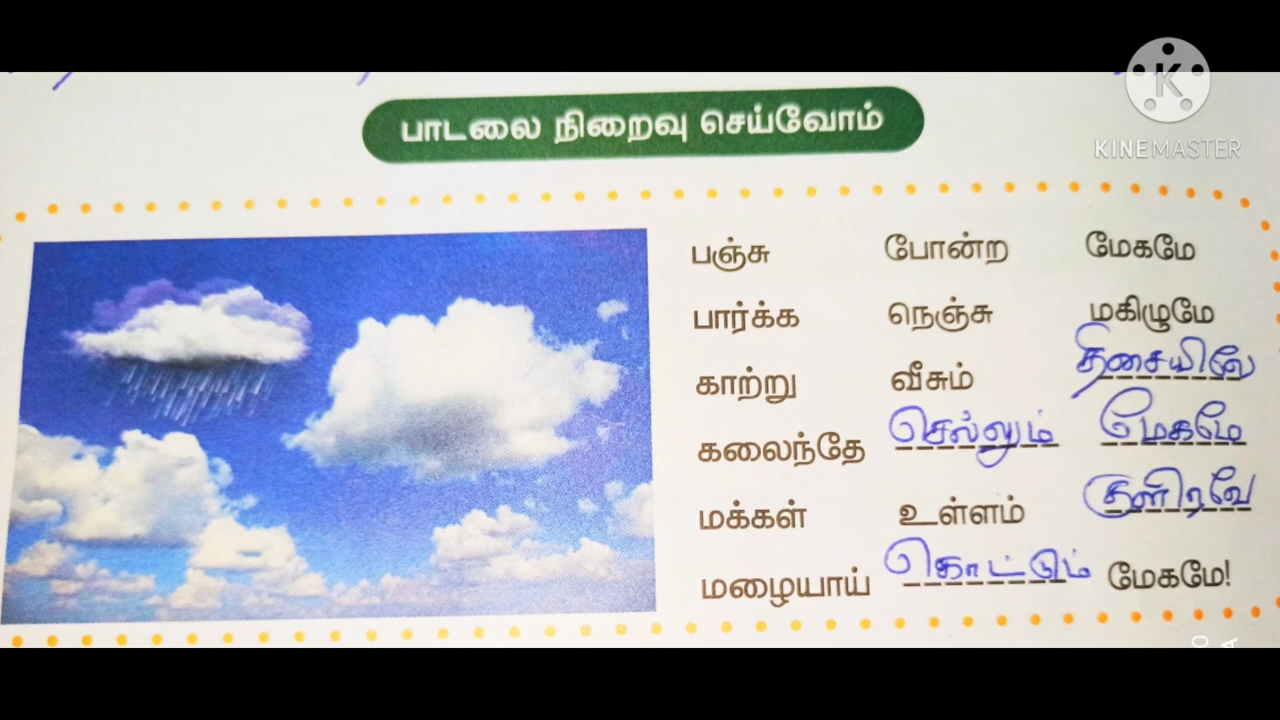 பாடலை நிறைவு செய்வோம்
KINEMASTER
பஞ்சு போன்ற மேகமே
பார்க்க நெஞ்சு மகிழுமே
காற்று வீசும் திசையிலே
கலைந்தே செல்லும் மேகமே
மக்கள் உள்ளம் குளிரவே
மழையாய் கொட்டும் மேகமே!